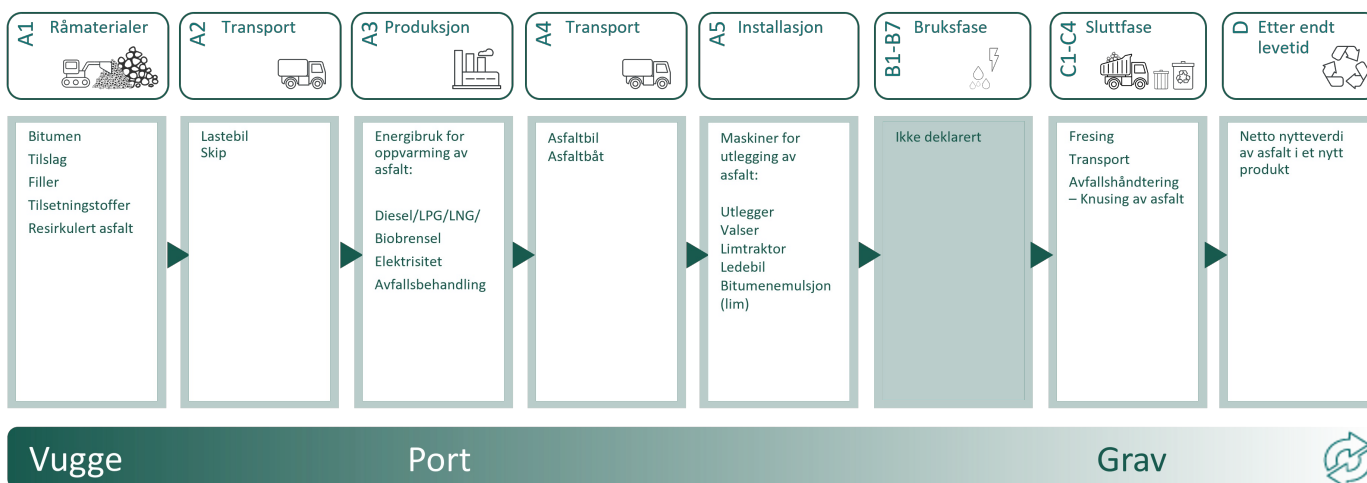 A1 Råmaterialer
A2 Transport
A3 Produksjon
A4 Transport
A5 Installasjon
B1-B7 Bruksfase
C1-C4 Sluttfase
D Etter endt
levetid
Bitumen
Tilslag
Filler
Tilsetningstoffer
Resirkulert asfalt
Lastebil
Skip
Energibruk for
oppvarming av
asfalt:
Diesel/LPG/LNG/
Biobrensel
Elektrisitet
Avfallsbehandling
Asfaltbil
Asfaltbåt
Maskiner for
utlegging av
asfalt:
Utlegger
Valser
Limtraktor
Ledebil
Bitumenemulsjon
(lim)
Ikke deklarert
Fresing
Transport
Avfallshåndtering
– Knusing av asfalt
Netto nytteverdi
av asfalt i et nytt
produkt
Vugge
Port
Grav